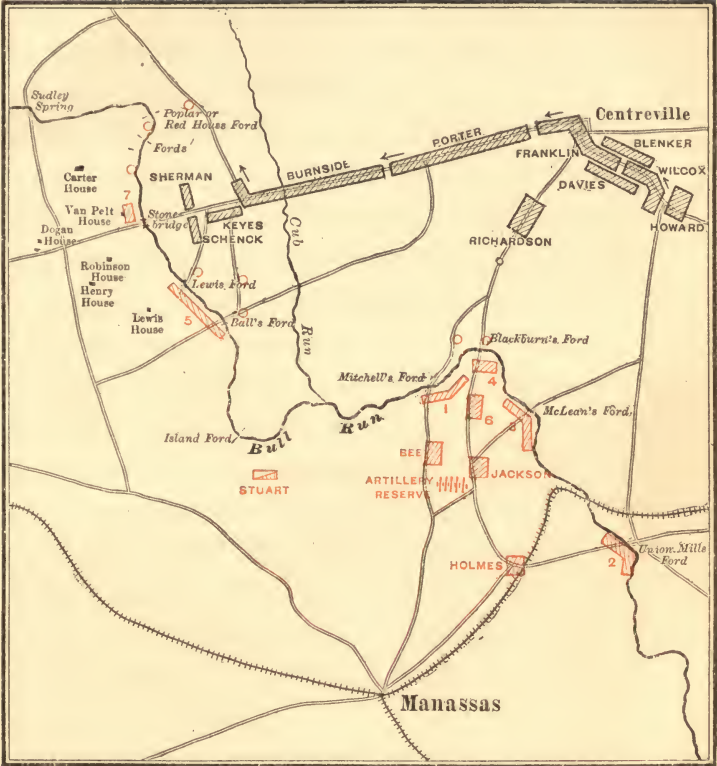 Sudley
Spring
Poplar or
Red House Ford
Fords
Centreville
PORTER
BLENKER
FRANKLIN
WILCOX
DAVIES
HOWARD
BURNSIDE
SHERMAN
Carter
House
7
Van Pelt
House
Stone
bridge
KEYES
SCHENCK
Cub
Run
Dogan
House
RICHARDSON
Robinson
House
Henry
House
Lewis Ford
Lewis
House
5
Ball's Ford
Blackburn's Ford
Mitchell's Ford
4
1
6
3
McLean's Ford
Island Ford
Bull
Run
BEE
STUART
ARTILLERY
RESERVE
JACKSON
HOLMES
2
Union Mills
Ford
Manassas